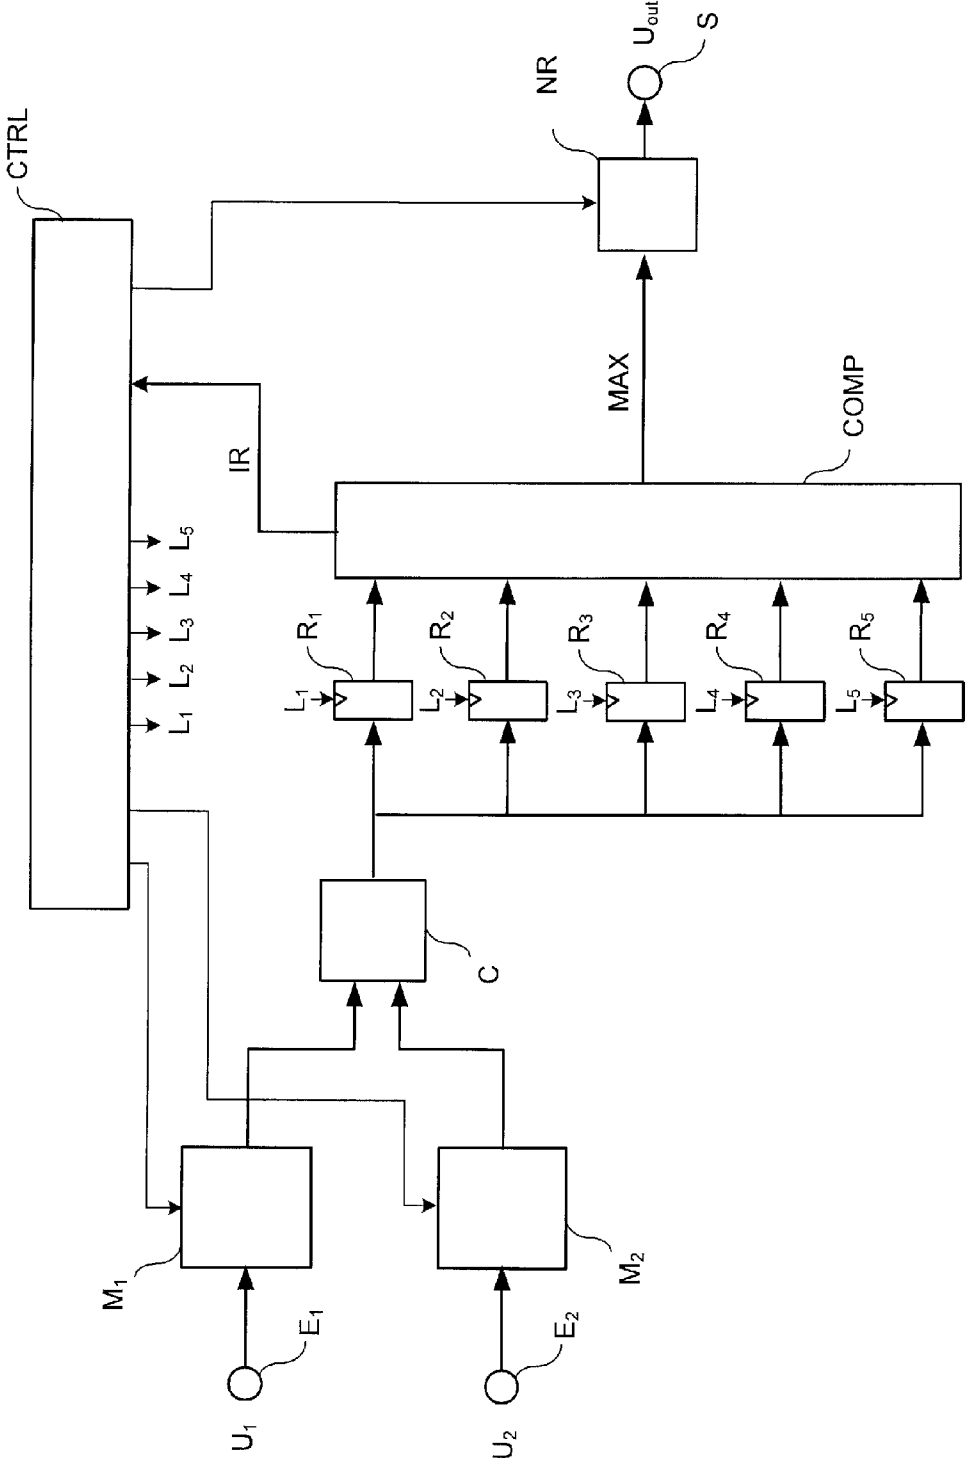 CTRL
NR
U_out
S
IR
MAX
COMP
L₁
L₂
L₃
L₄
L₅
R₁
R₂
R₃
R₄
R₅
L₁
L₂
L₃
L₄
L₅
C
M₁
M₂
E₁
E₂
U₁
U₂